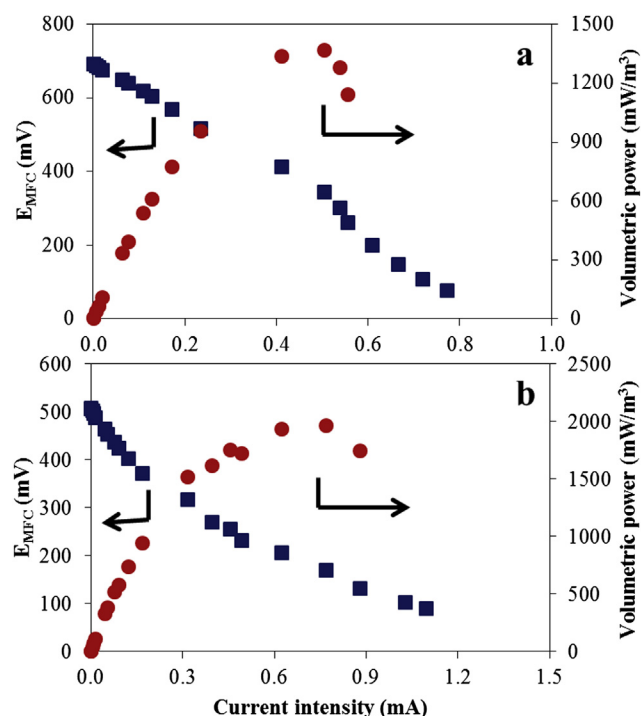 a
800
600
400
200
0
E_MFC (mV)
1500
1200
900
600
300
0
Volumetric power (mW/m³)
0.0 0.2 0.4 0.6 0.8 1.0
b
600
500
400
300
200
100
0
E_MFC (mV)
2500
2000
1500
1000
500
0
Volumetric power (mW/m³)
0.0 0.3 0.6 0.9 1.2 1.5
Current intensity (mA)